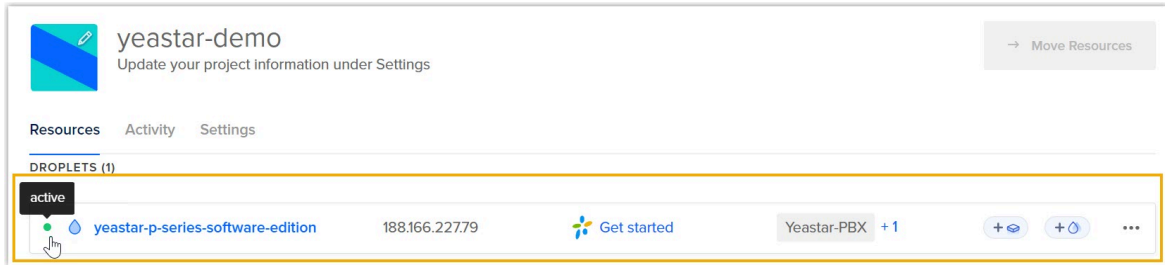 yeastar-demo
Update your project information under Settings
→ Move Resources
Resources Activity Settings
DROPLETS (1)
active
yeastar-p-series-software-edition 188.166.227.79 Get started Yeastar-PBX +1 + + •••